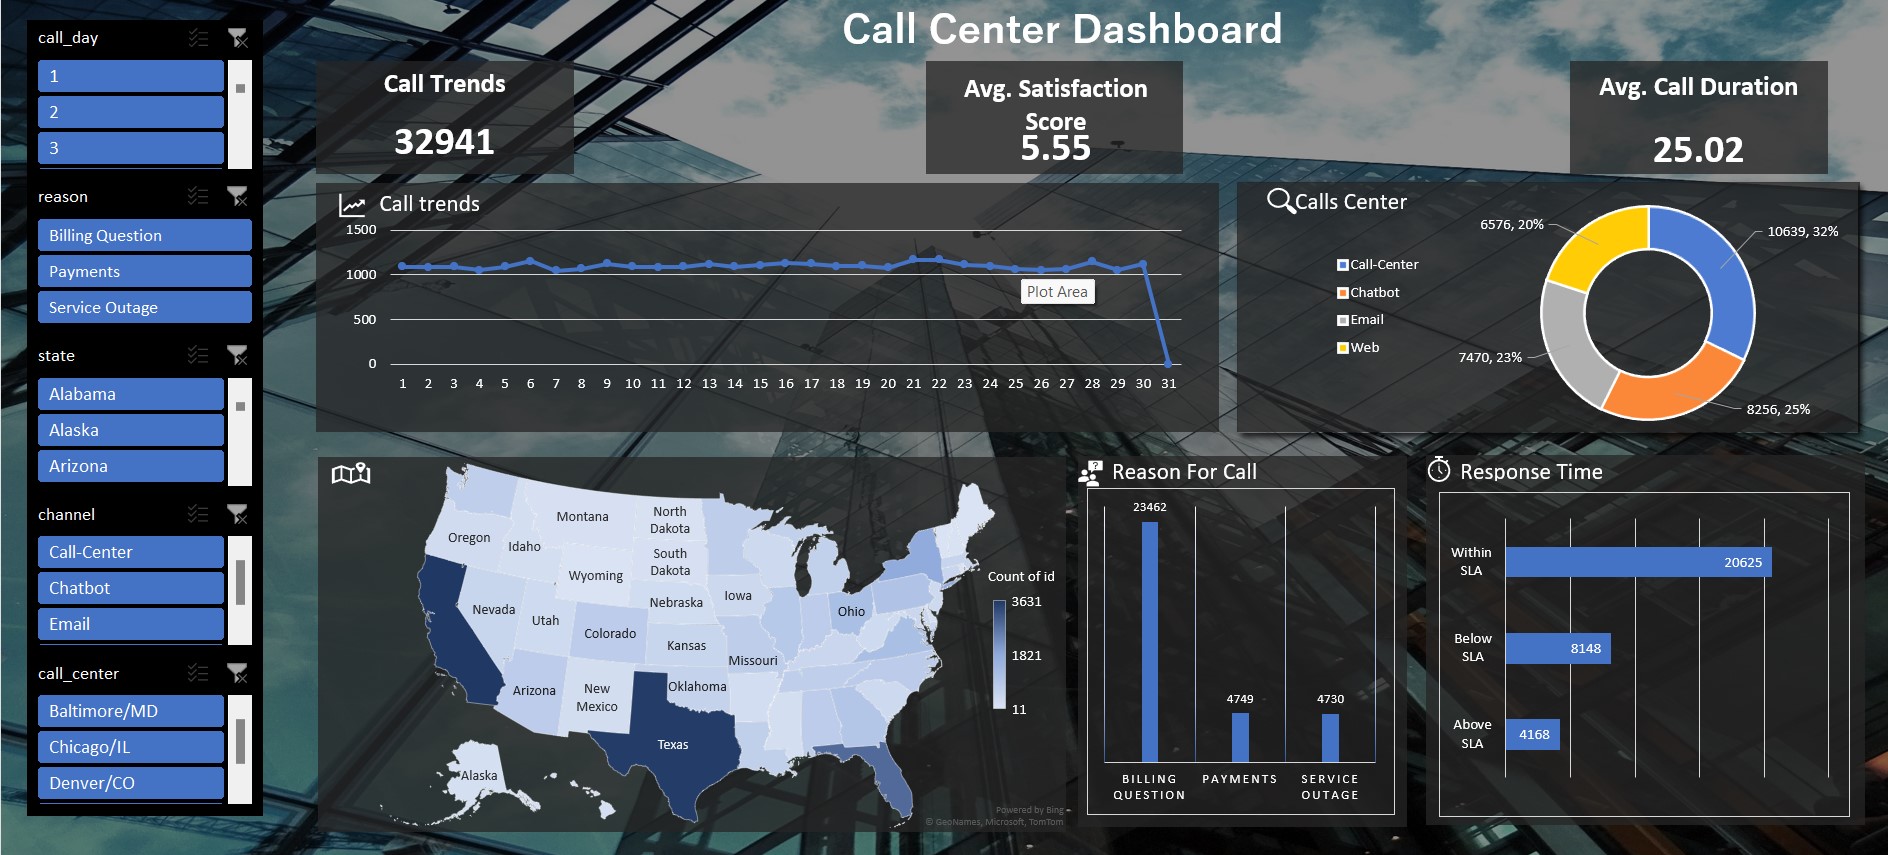 Call Center Dashboard
call_day
1
2
3
reason
Billing Question
Payments
Service Outage
state
Alabama
Alaska
Arizona
channel
Call-Center
Chatbot
Email
call_center
Baltimore/MD
Chicago/IL
Denver/CO
Call Trends
32941
Avg. Satisfaction
Score
5.55
Avg. Call Duration
25.02
Call trends
1500
1000
500
0
Plot Area
1 2 3 4 5 6 7 8 9 10 11 12 13 14 15 16 17 18 19 20 21 22 23 24 25 26 27 28 29 30 31
Calls Center
Call-Center
Chatbot
Email
Web
6576, 20%
10639, 32%
7470, 23%
8256, 25%
Montana
North
Dakota
Oregon
Idaho
South
Dakota
Wyoming
Nebraska
Iowa
Nevada
Utah
Ohio
Colorado
Kansas
Missouri
Arizona
New
Mexico
Oklahoma
Texas
Alaska
Count of id
3631
1821
11
Powered by Bing
© GeoNames, Microsoft, TomTom
Reason For Call
23462
4749
4730
BILLING
QUESTION
PAYMENTS
SERVICE
OUTAGE
Response Time
Within
SLA
20625
Below
SLA
8148
Above
SLA
4168